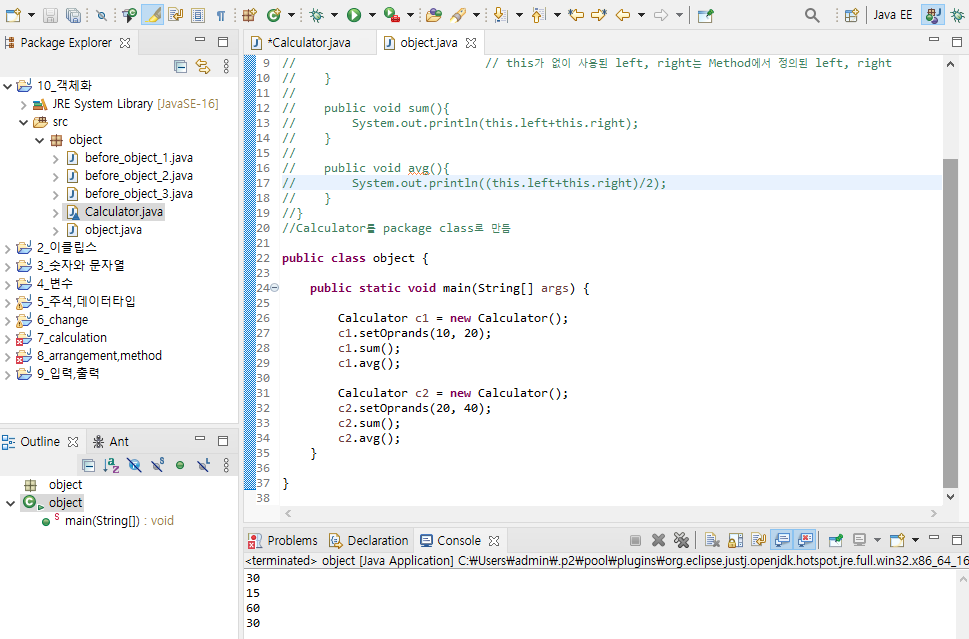 Java EE
Package Explorer
10_객체화
JRE System Library [JavaSE-16]
src
object
before_object_1.java
before_object_2.java
before_object_3.java
Calculator.java
object.java
2_이클립스
3_숫자와 문자열
4_변수
5_주석,데이터타입
6_change
7_calculation
8_arrangement,method
9_입력,출력
Outline
Ant
object
object
main(String[]) : void
*Calculator.java
object.java
9 // // this가 없이 사용된 left, right는 Method에서 정의된 left, right
10 // }
11 //
12 // public void sum(){
13 // System.out.println(this.left+this.right);
14 // }
15 //
16 // public void avg(){
17 // System.out.println((this.left+this.right)/2);
18 // }
19 //}
20 //Calculator를 package class로 만듦
21
22 public class object {
23
24 public static void main(String[] args) {
25
26 Calculator c1 = new Calculator();
27 c1.setOprands(10, 20);
28 c1.sum();
29 c1.avg();
30
31 Calculator c2 = new Calculator();
32 c2.setOprands(20, 40);
33 c2.sum();
34 c2.avg();
35 }
36
37 }
38
Problems
Declaration
Console
<terminated> object [Java Application] C:₩Users₩admin₩.p2₩pool₩plugins₩org.eclipse.justj.openjdk.hotspot.jre.full.win32.x86_64_16
30
15
60
30